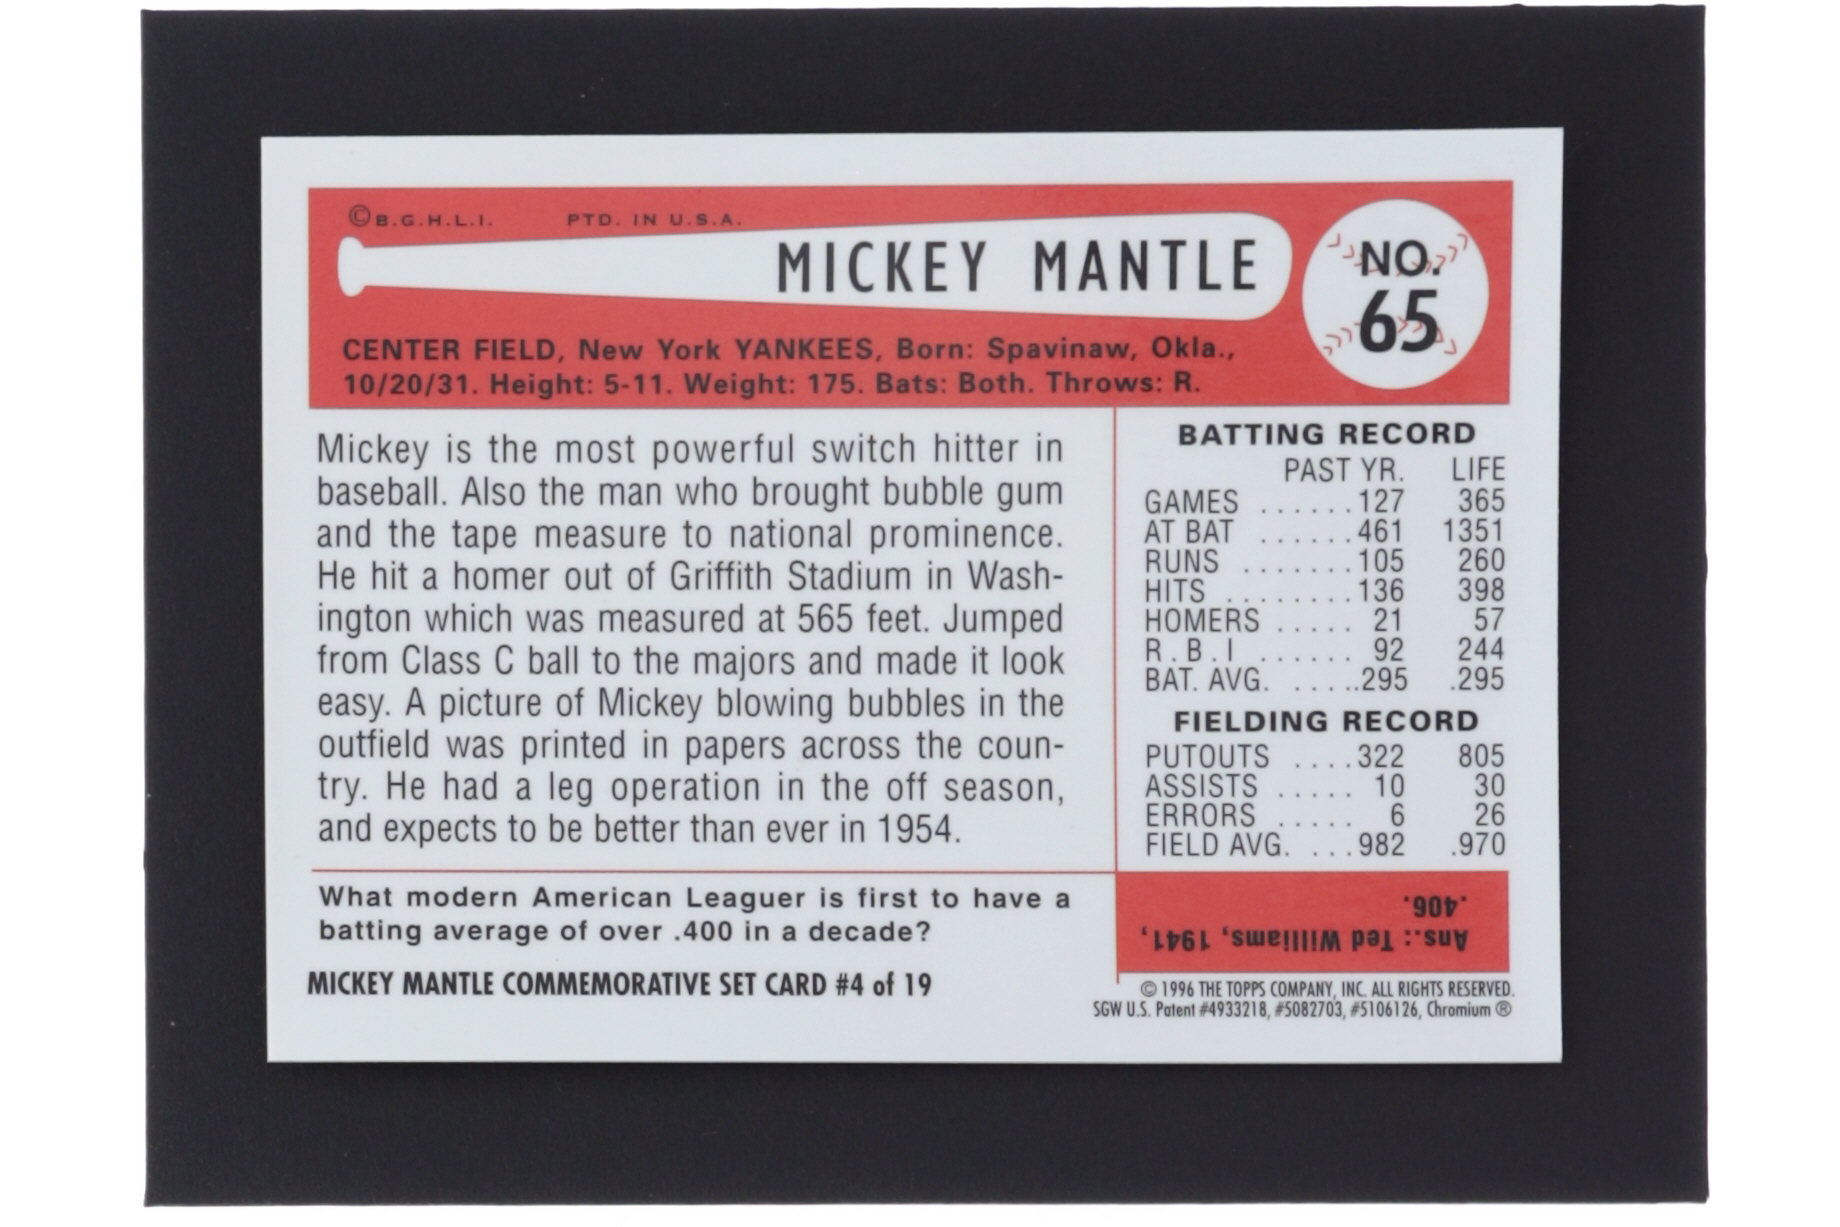 ©B.G.H.L.I. PTD. IN U.S.A.
MICKEY MANTLE
NO.
65
CENTER FIELD, New York YANKEES, Born: Spavinaw, Okla.,
10/20/31. Height: 5-11. Weight: 175. Bats: Both. Throws: R.
Mickey is the most powerful switch hitter in
baseball. Also the man who brought bubble gum
and the tape measure to national prominence.
He hit a homer out of Griffith Stadium in Wash-
ington which was measured at 565 feet. Jumped
from Class C ball to the majors and made it look
easy. A picture of Mickey blowing bubbles in the
outfield was printed in papers across the coun-
try. He had a leg operation in the off season,
and expects to be better than ever in 1954.
BATTING RECORD
PAST YR. LIFE
GAMES ......127 365
AT BAT ......461 1351
RUNS .......105 260
HITS ........136 398
HOMERS ..... 21 57
R.B.I ...... 92 244
BAT. AVG. .....295 .295
FIELDING RECORD
PUTOUTS ....322 805
ASSISTS ..... 10 30
ERRORS ..... 6 26
FIELD AVG. ...982 .970
What modern American Leaguer is first to have a
batting average of over .400 in a decade?
Ans.: Ted Williams, 1941,
.406.
MICKEY MANTLE COMMEMORATIVE SET CARD #4 of 19
© 1996 THE TOPPS COMPANY, INC. ALL RIGHTS RESERVED.
SGW U.S. Patent #4933218, #5082703, #5106126, Chromium ®